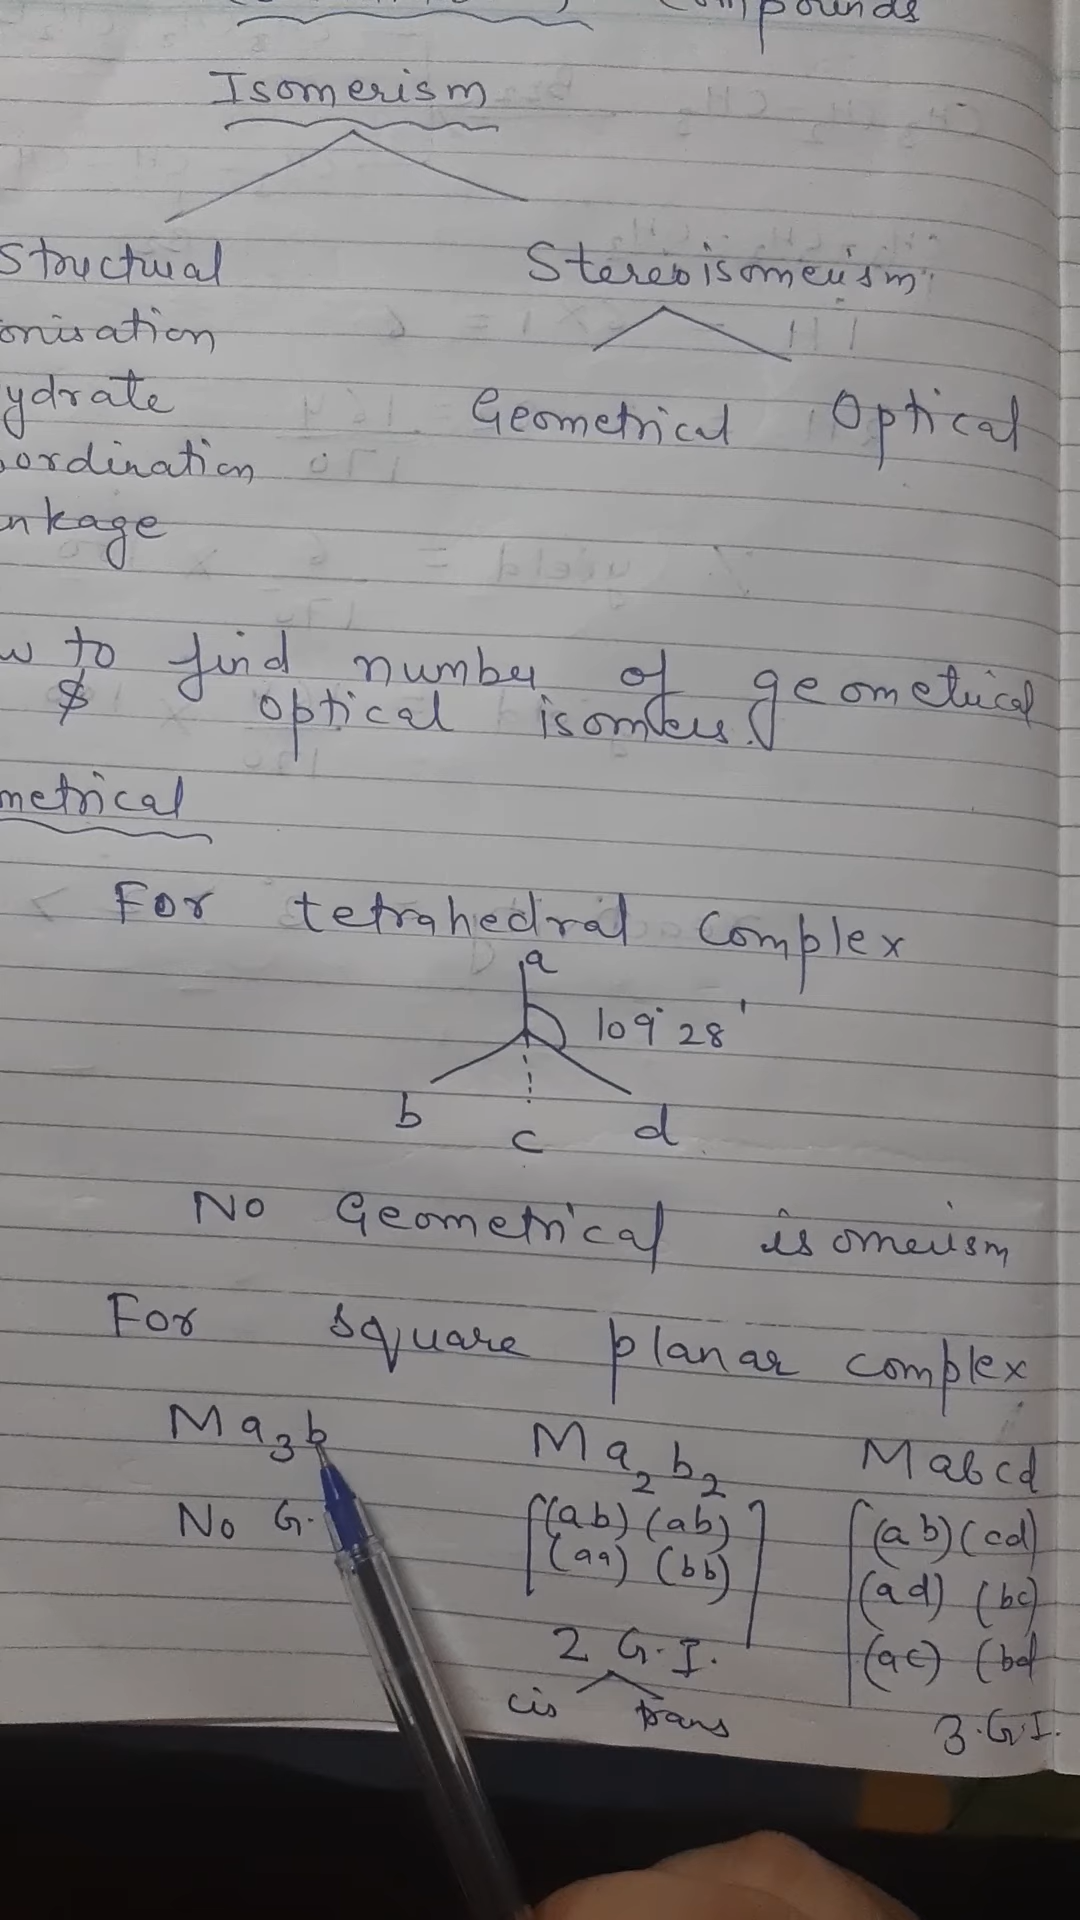 Compounds
Isomerism
Structural Stereoisomerism
onisation
ydrate Geometrical Optical
ordination
nkage
w to find number of geometrical
& optical isomers.
metrical
For tetrahedral complex
a
109° 28'
b c d
No Geometrical isomerism
For square planar complex
Ma3b Ma2b2 Mabcd
No G. (ab) (ab) (ab) (cd)
(aa) (bb) (ad) (bc)
2 G.I. (ac) (bd
cis trans 3 G.I.